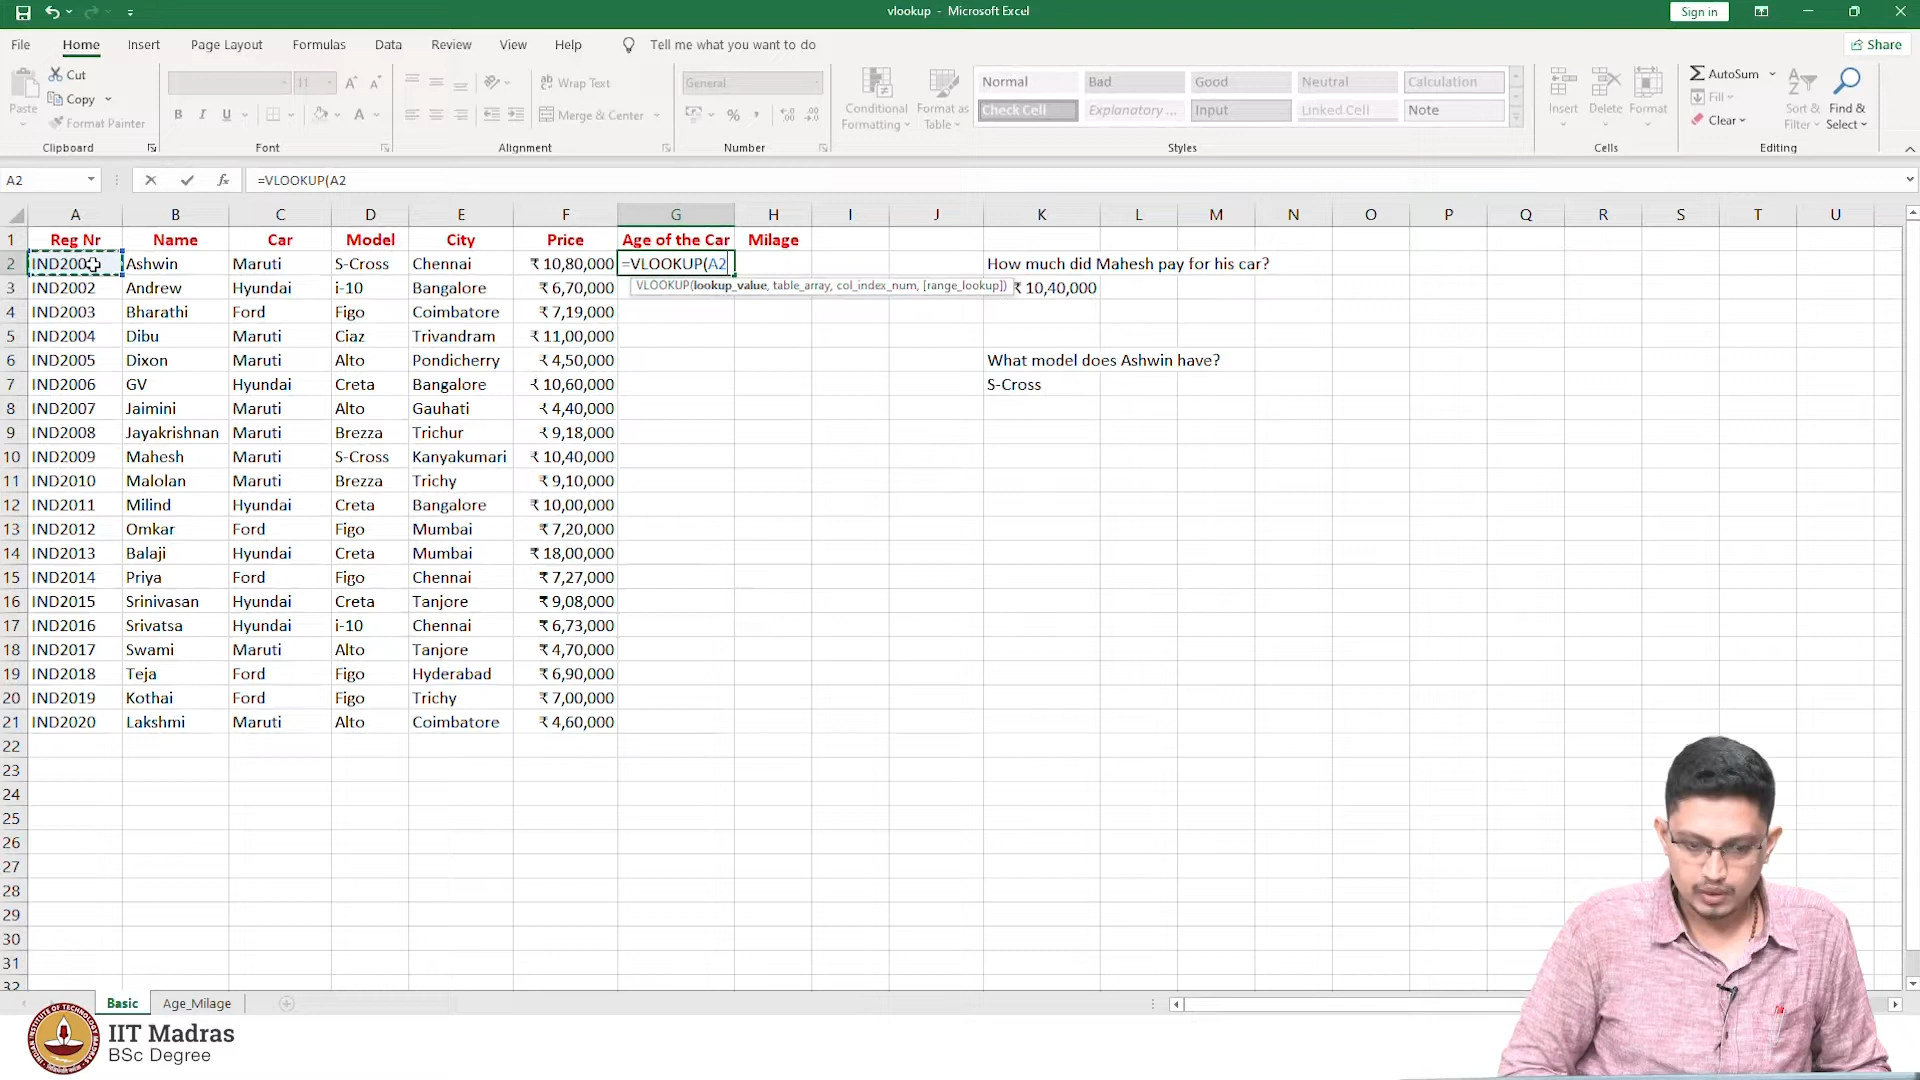 vlookup - Microsoft Excel
Sign in
File Home Insert Page Layout Formulas Data Review View Help Tell me what you want to do Share
Paste Cut Copy Format Painter
11
B I U
Wrap Text
Merge & Center
General
%
Conditional Formatting Format as Table
Normal Bad Good Neutral Calculation
Check Cell Explanatory ... Input Linked Cell Note
Insert Delete Format
AutoSum Fill Clear
Sort & Filter Find & Select
Clipboard Font Alignment Number Styles Cells Editing
A2 fx =VLOOKUP(A2
A B C D E F G H I J K L M N O P Q R S T U
1 Reg Nr Name Car Model City Price Age of the Car Milage
2 IND200 Ashwin Maruti S-Cross Chennai ₹ 10,80,000 =VLOOKUP(A2 How much did Mahesh pay for his car?
3 IND2002 Andrew Hyundai i-10 Bangalore ₹ 6,70,000 VLOOKUP(lookup_value, table_array, col_index_num, [range_lookup]) ₹ 10,40,000
4 IND2003 Bharathi Ford Figo Coimbatore ₹ 7,19,000
5 IND2004 Dibu Maruti Ciaz Trivandram ₹ 11,00,000
6 IND2005 Dixon Maruti Alto Pondicherry ₹ 4,50,000 What model does Ashwin have?
7 IND2006 GV Hyundai Creta Bangalore ₹ 10,60,000 S-Cross
8 IND2007 Jaimini Maruti Alto Gauhati ₹ 4,40,000
9 IND2008 Jayakrishnan Maruti Brezza Trichur ₹ 9,18,000
10 IND2009 Mahesh Maruti S-Cross Kanyakumari ₹ 10,40,000
11 IND2010 Malolan Maruti Brezza Trichy ₹ 9,10,000
12 IND2011 Milind Hyundai Creta Bangalore ₹ 10,00,000
13 IND2012 Omkar Ford Figo Mumbai ₹ 7,20,000
14 IND2013 Balaji Hyundai Creta Mumbai ₹ 18,00,000
15 IND2014 Priya Ford Figo Chennai ₹ 7,27,000
16 IND2015 Srinivasan Hyundai Creta Tanjore ₹ 9,08,000
17 IND2016 Srivatsa Hyundai i-10 Chennai ₹ 6,73,000
18 IND2017 Swami Maruti Alto Tanjore ₹ 4,70,000
19 IND2018 Teja Ford Figo Hyderabad ₹ 6,90,000
20 IND2019 Kothai Ford Figo Trichy ₹ 7,00,000
21 IND2020 Lakshmi Maruti Alto Coimbatore ₹ 4,60,000
22
23
24
25
26
27
28
29
30
31
32
Basic Age_Milage
IIT Madras
BSc Degree